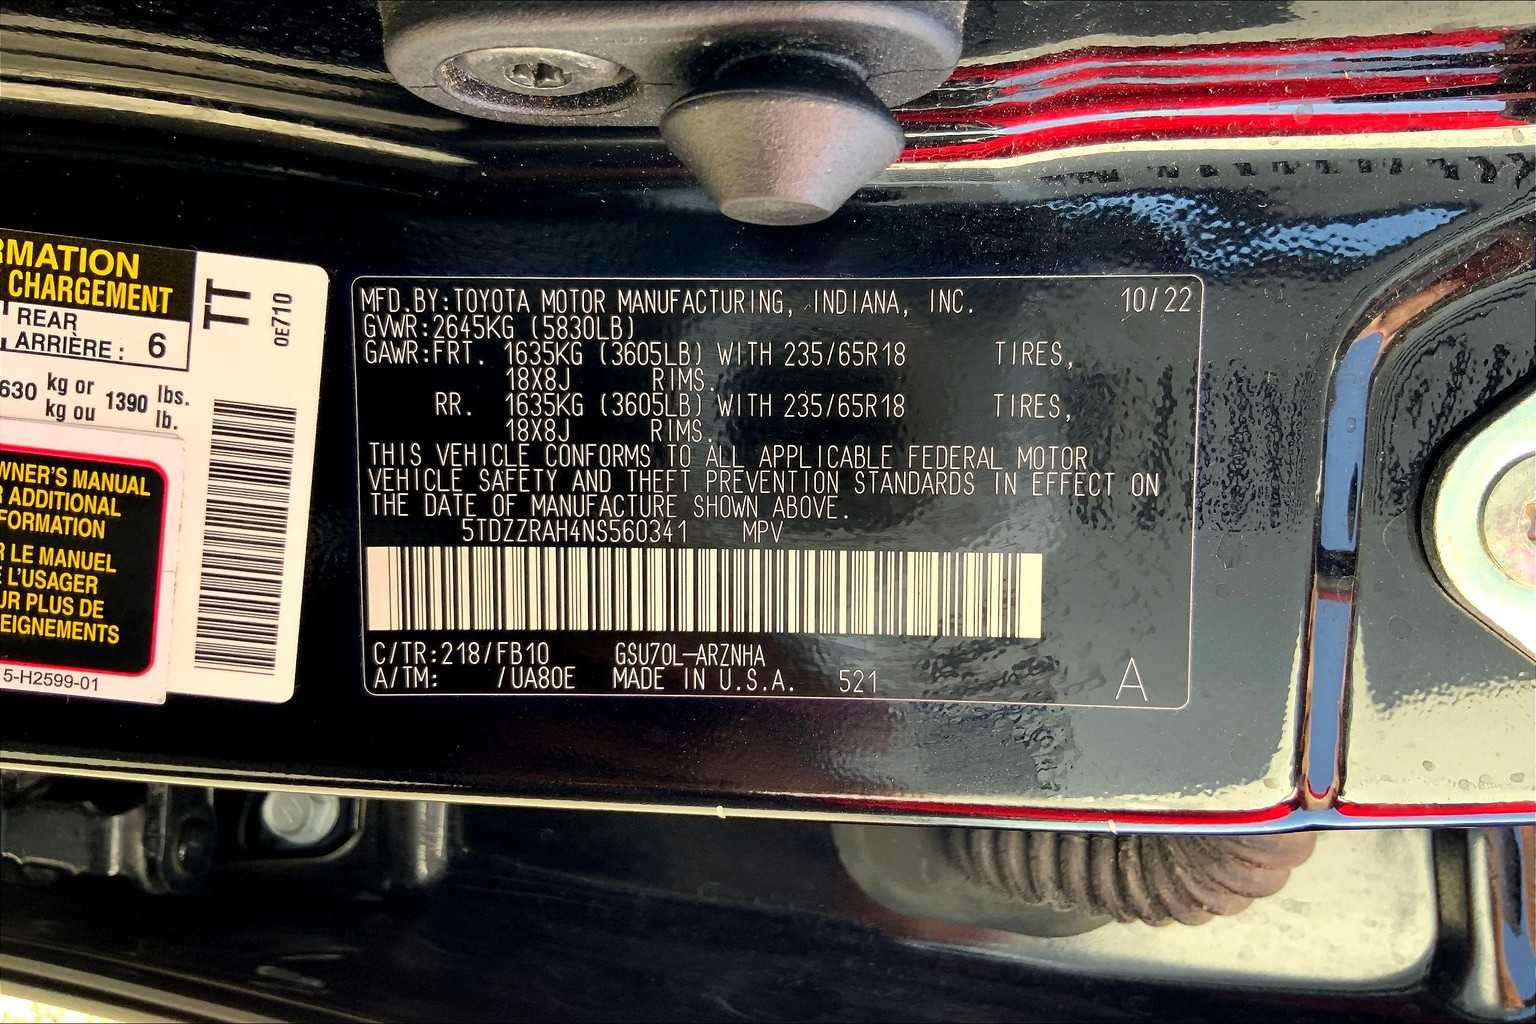 RMATION
CHARGEMENT
REAR
ARRIÈRE : 6
630 kg or 1390 lbs.
kg ou lb.
OWNER'S MANUAL
R ADDITIONAL
FORMATION
R LE MANUEL
E L'USAGER
UR PLUS DE
EIGNEMENTS
5-H2599-01
TT
0E710
MFD.BY:TOYOTA MOTOR MANUFACTURING, INDIANA, INC. 10/22
GVWR:2645KG (5830LB)
GAWR:FRT. 1635KG (3605LB) WITH 235/65R18 TIRES,
18X8J RIMS.
RR. 1635KG (3605LB) WITH 235/65R18 TIRES,
18X8J RIMS.
THIS VEHICLE CONFORMS TO ALL APPLICABLE FEDERAL MOTOR
VEHICLE SAFETY AND THEFT PREVENTION STANDARDS IN EFFECT ON
THE DATE OF MANUFACTURE SHOWN ABOVE.
5TDZZRAH4NS560341 MPV
C/TR:218/FB10 GSU70L-ARZNHA
A/TM: /UA80E MADE IN U.S.A. 521
A